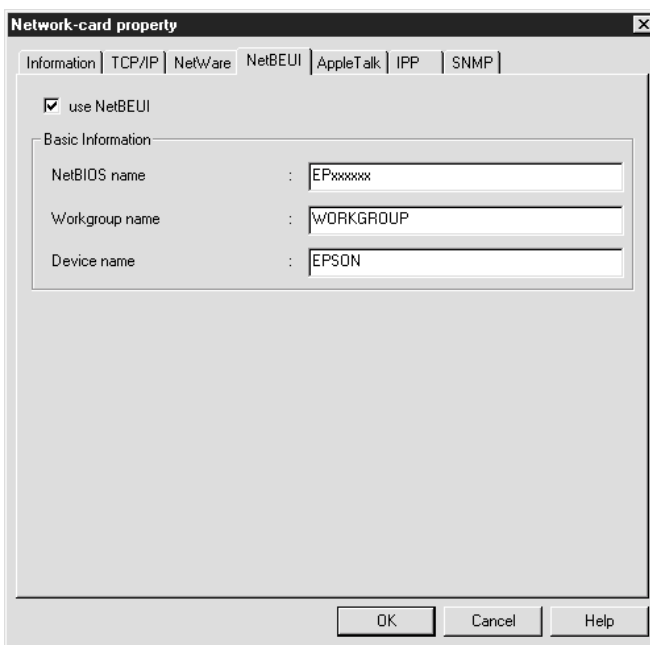 Network-card property
Information TCP/IP NetWare NetBEUI AppleTalk IPP SNMP
use NetBEUI
Basic Information
NetBIOS name : EPxxxxxx
Workgroup name : WORKGROUP
Device name : EPSON
OK Cancel Help